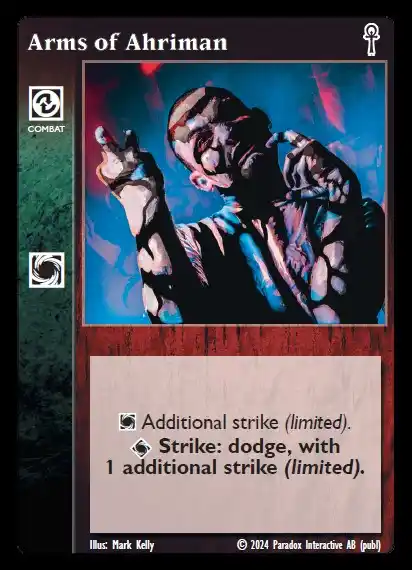 Arms of Ahriman
COMBAT
Additional strike (limited).
Strike: dodge, with
1 additional strike (limited).
Illus: Mark Kelly © 2024 Paradox Interactive AB (publ)